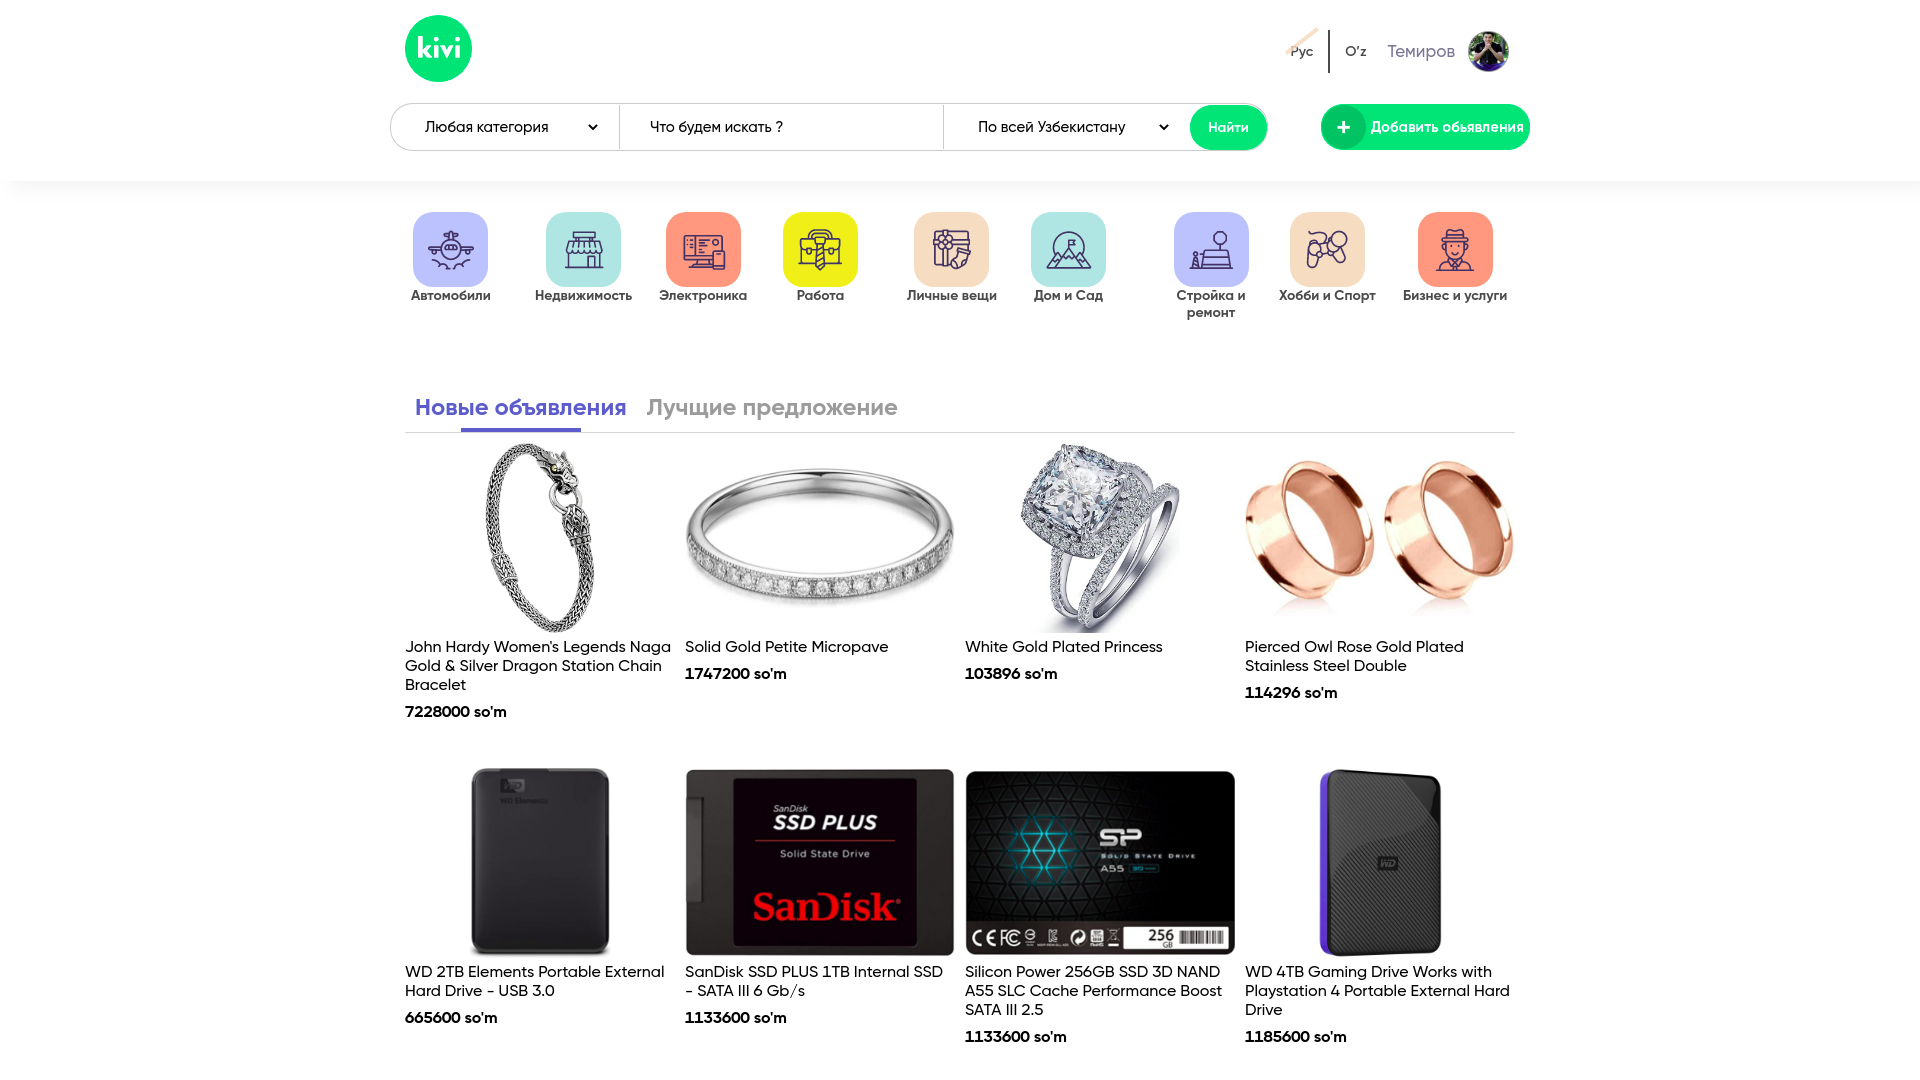 kivi
Рус
O'z
Темиров
Любая категория
Что будем искать ?
По всей Узбекистану
Найти
+
Добавить обьявления
Автомобили
Недвижимость
Электроника
Работа
Личные вещи
Дом и Сад
Стройка и
ремонт
Хобби и Спорт
Бизнес и услуги
Новые объявления
Лучщие предложение
John Hardy Women's Legends Naga
Gold & Silver Dragon Station Chain
Bracelet
7228000 so'm
Solid Gold Petite Micropave
1747200 so'm
White Gold Plated Princess
103896 so'm
Pierced Owl Rose Gold Plated
Stainless Steel Double
114296 so'm
WD
WD Elements
WD 2TB Elements Portable External
Hard Drive - USB 3.0
665600 so'm
SanDisk
SSD PLUS
Solid State Drive
SanDisk
SanDisk SSD PLUS 1TB Internal SSD
- SATA III 6 Gb/s
1133600 so'm
SP
SOLID STATE DRIVE
A55
256
GB
Silicon Power 256GB SSD 3D NAND
A55 SLC Cache Performance Boost
SATA III 2.5
1133600 so'm
WD
WD 4TB Gaming Drive Works with
Playstation 4 Portable External Hard
Drive
1185600 so'm